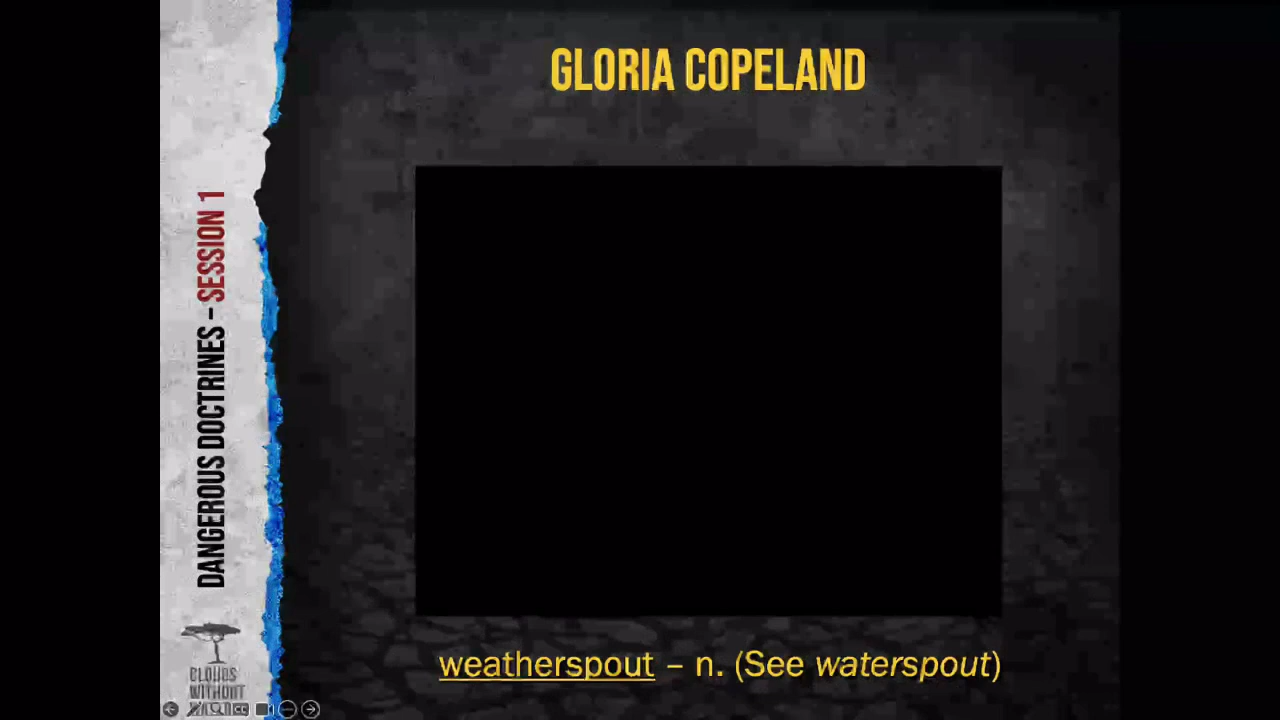 GLORIA COPELAND
DANGEROUS DOCTRINES – SESSION 1
weatherspout – n. (See waterspout)
CLOUDS
WITHOUT